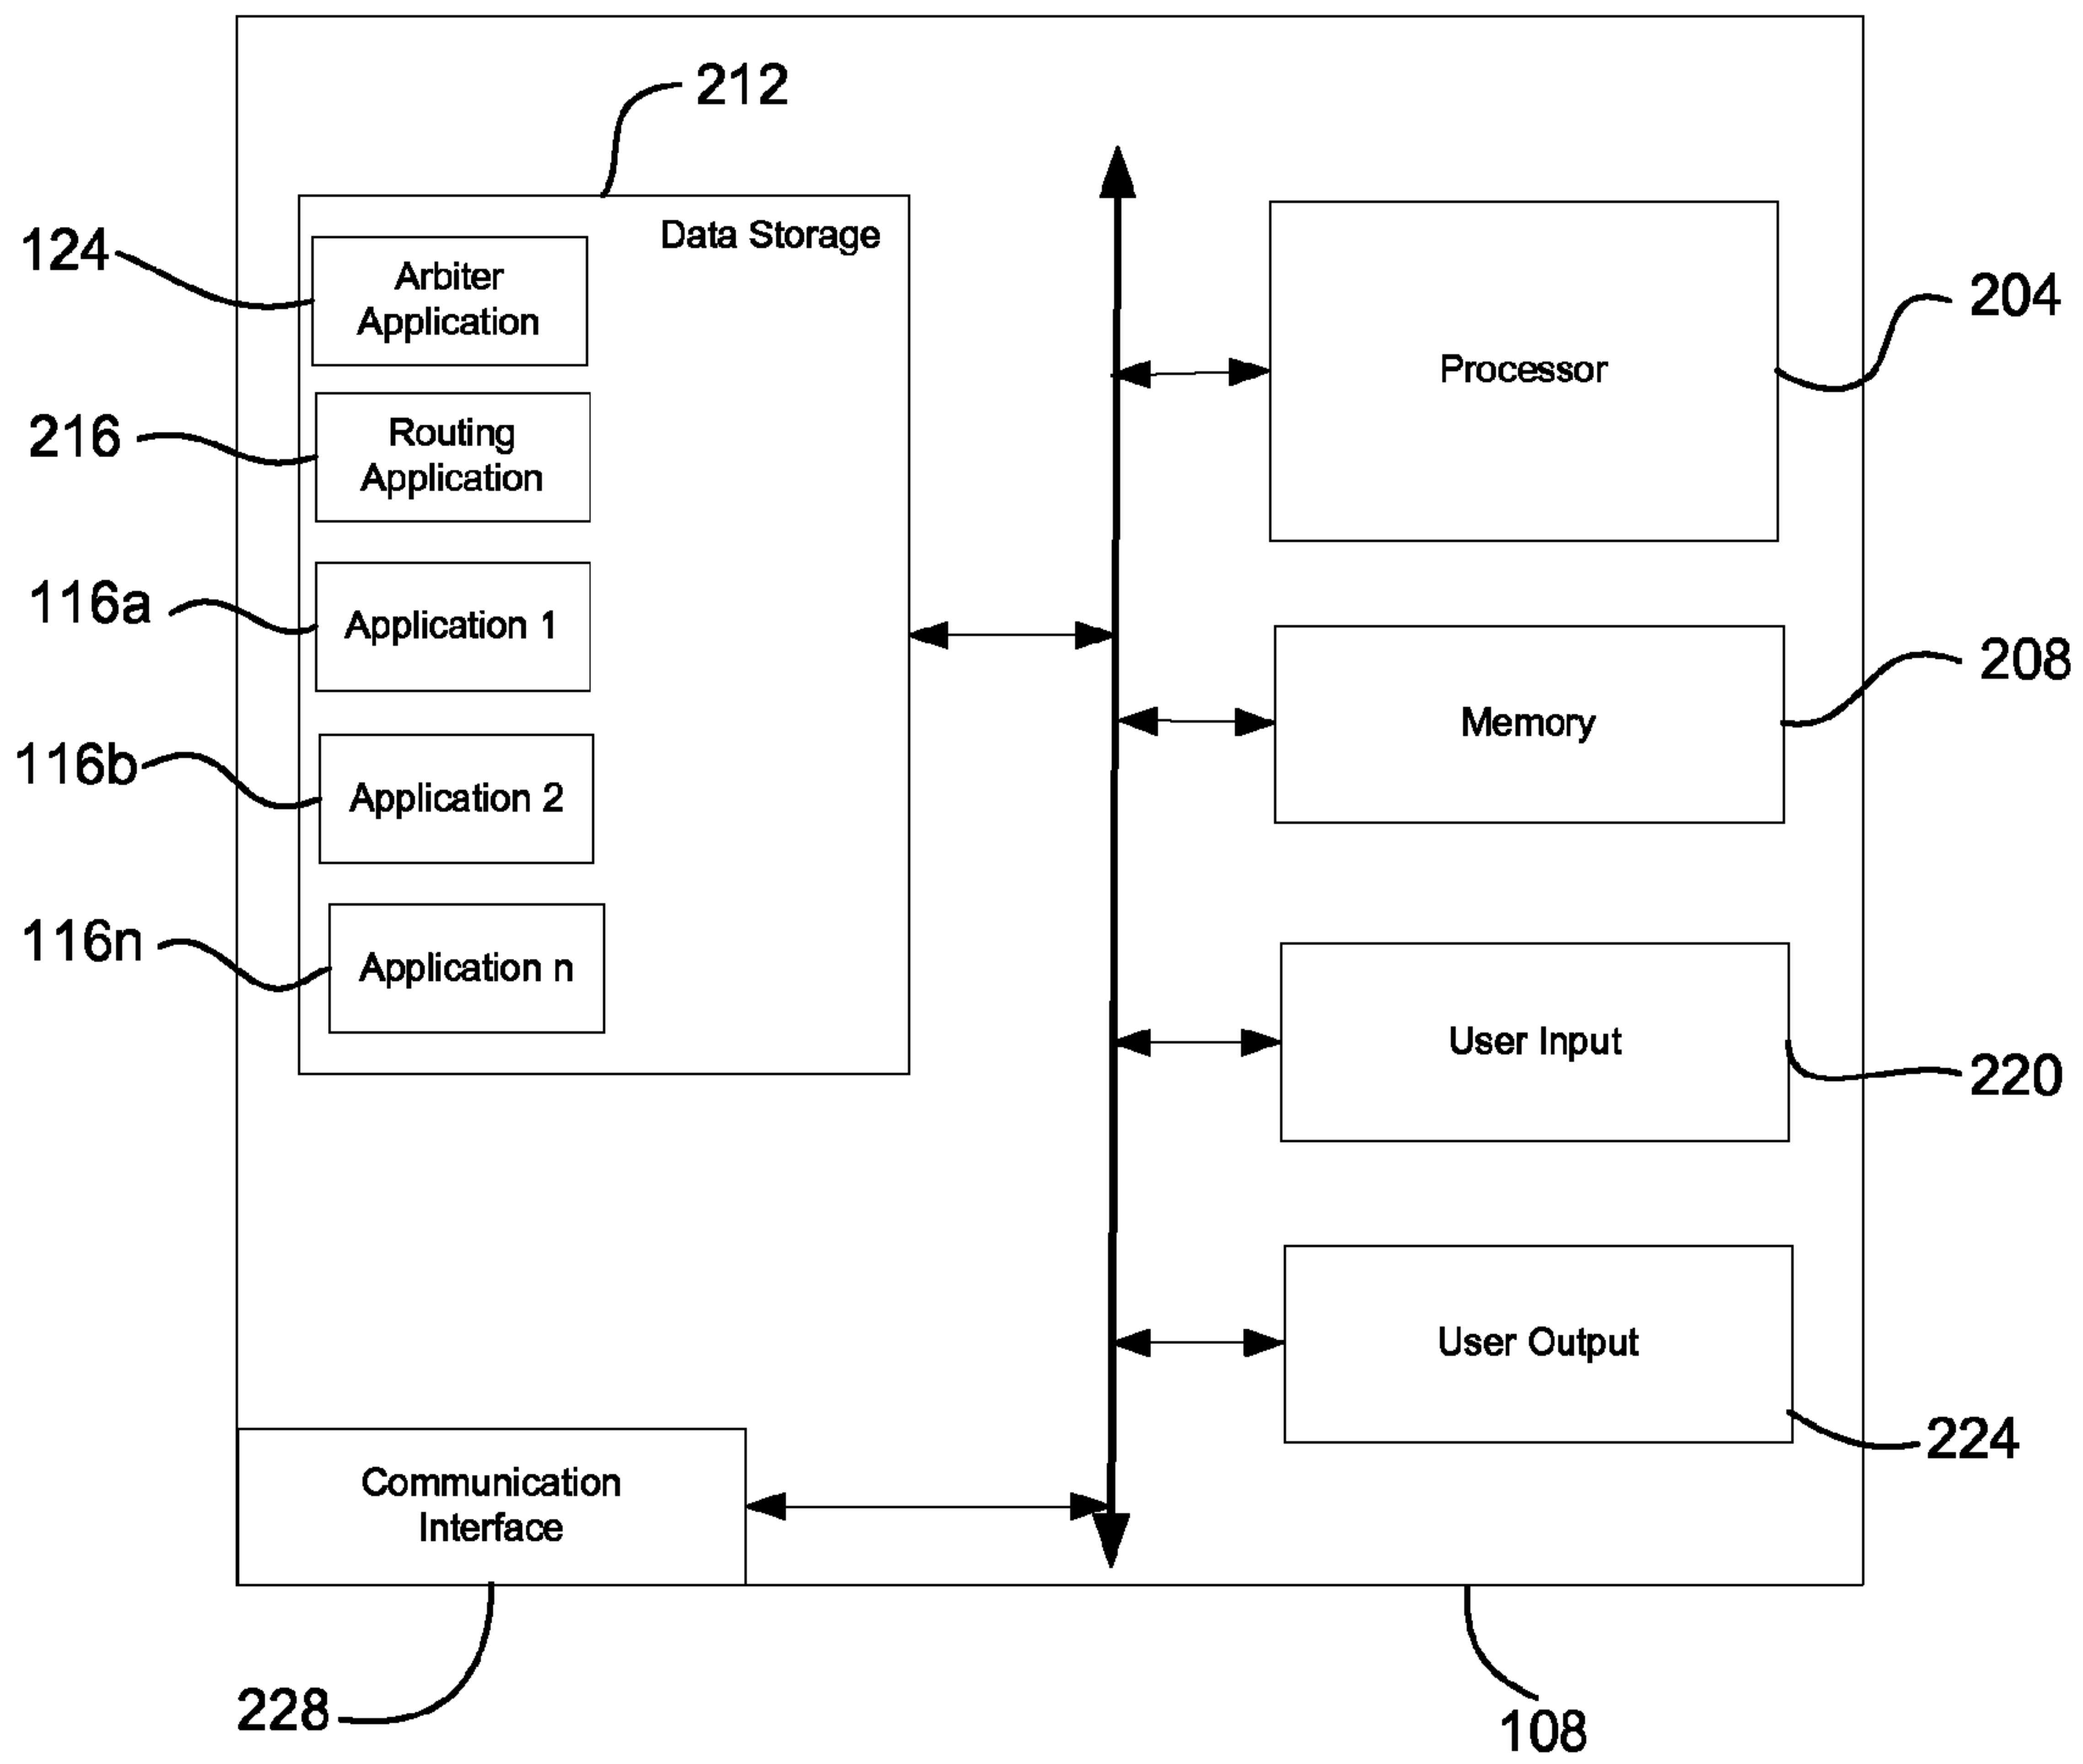 212
Data Storage
124
Arbiter
Application
204
Processor
216
Routing
Application
116a
Application 1
208
Memory
116b
Application 2
116n
Application n
User Input
220
User Output
224
Communication
Interface
228
108